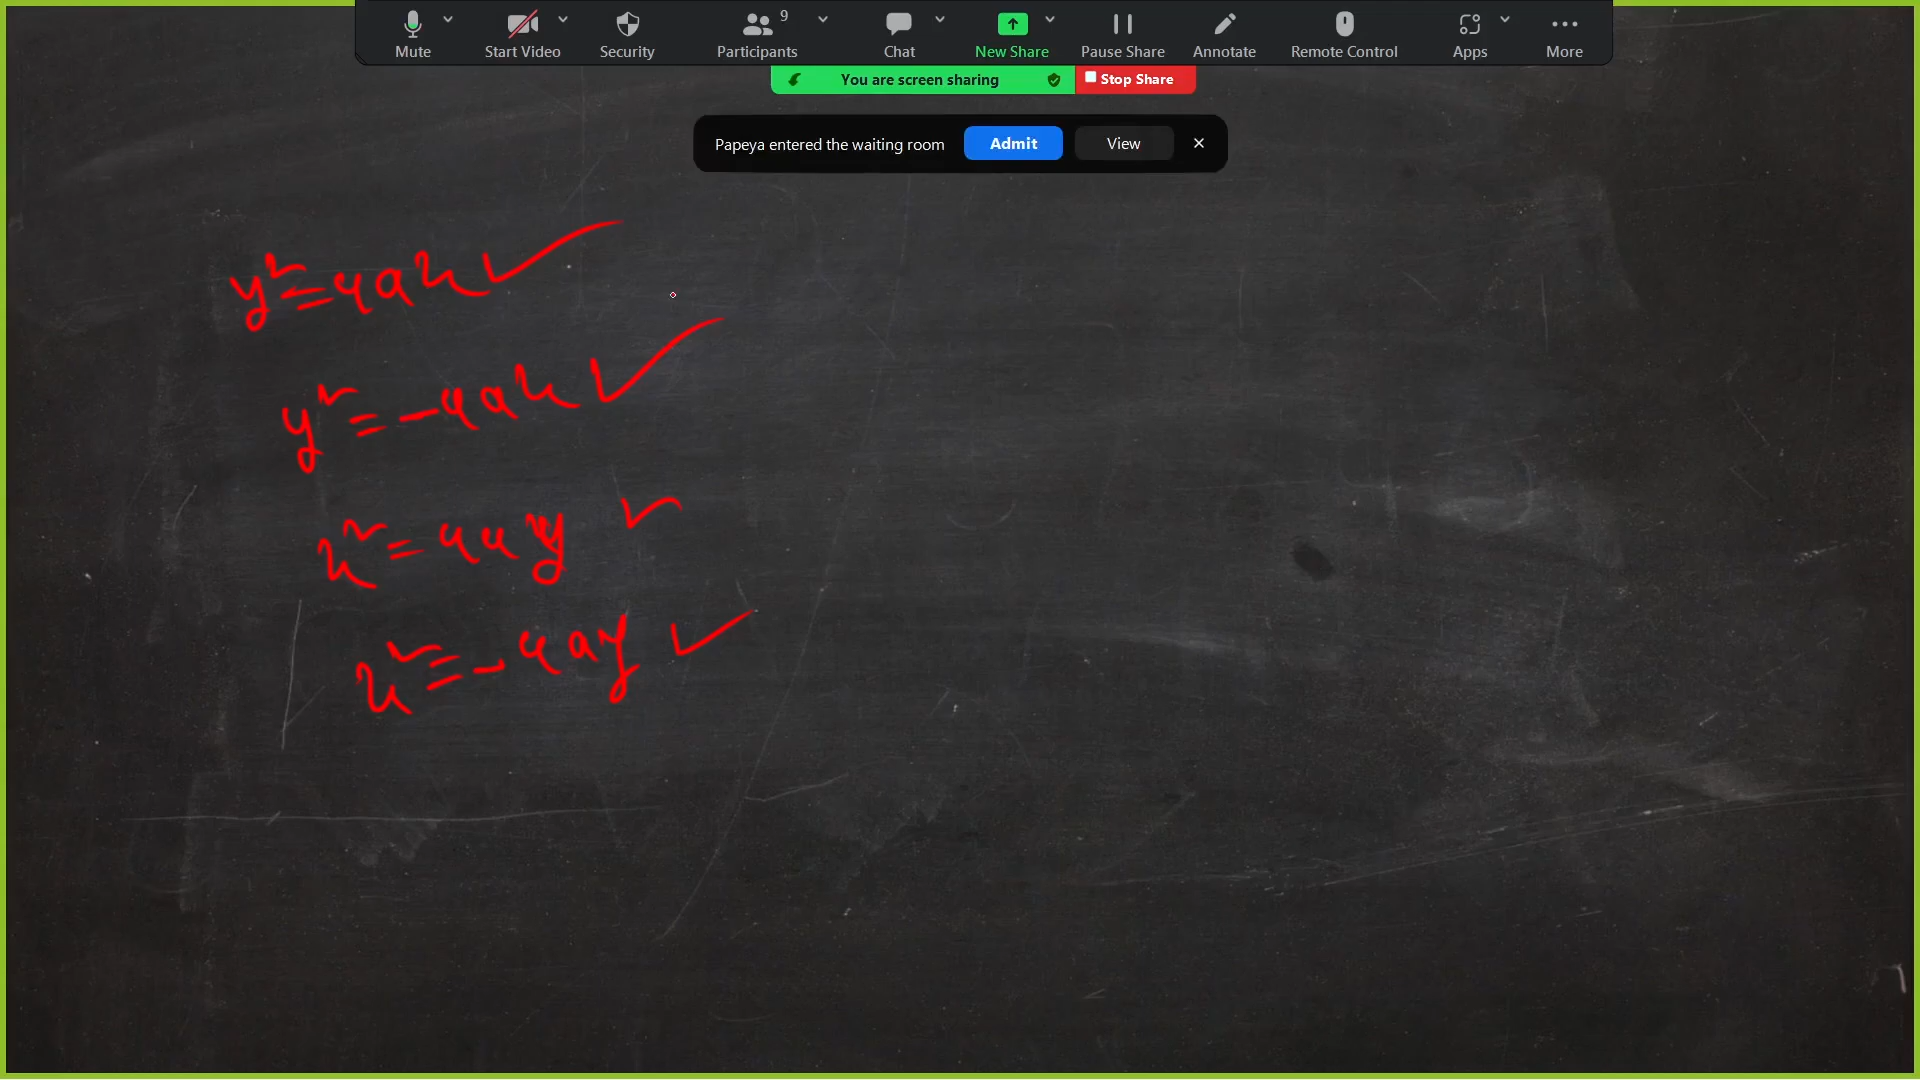 9
Mute Start Video Security Participants Chat New Share Pause Share Annotate Remote Control Apps More
You are screen sharing Stop Share
Papeya entered the waiting room Admit View
y²=4ax
y²=-4ax
x²=4ay
x²=-4ay